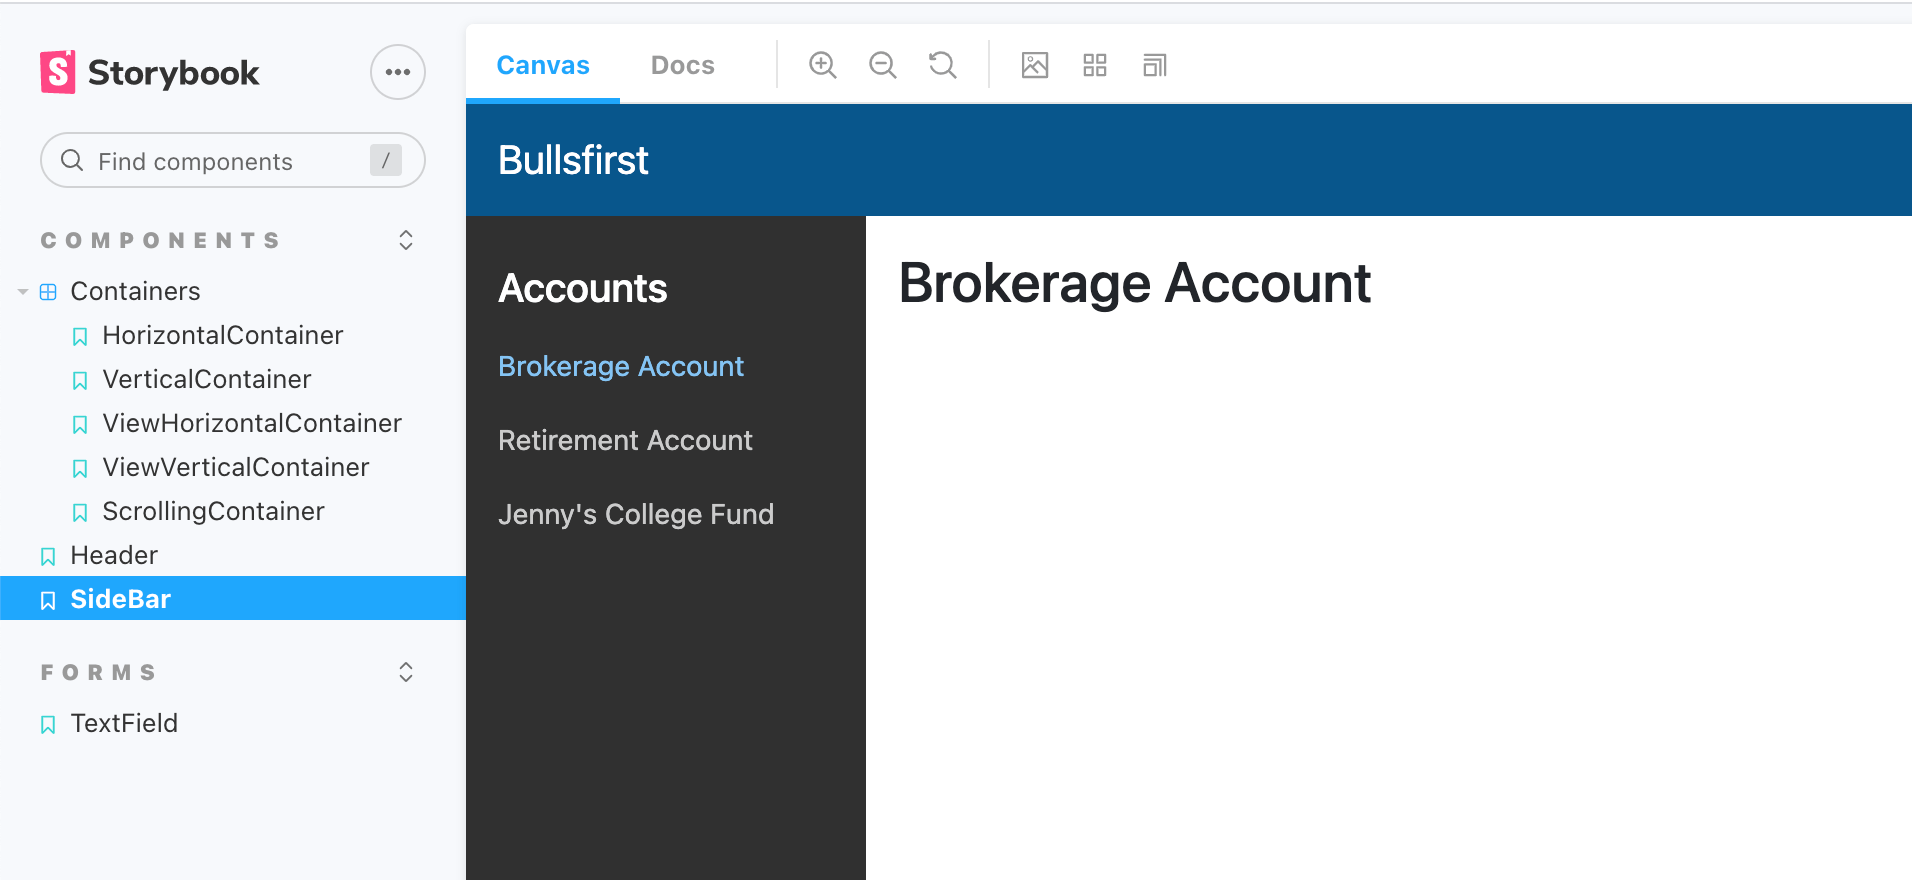 Storybook
Find components /
COMPONENTS
Containers
HorizontalContainer
VerticalContainer
ViewHorizontalContainer
ViewVerticalContainer
ScrollingContainer
Header
SideBar
FORMS
TextField
Canvas Docs
Bullsfirst
Accounts
Brokerage Account
Retirement Account
Jenny's College Fund
Brokerage Account